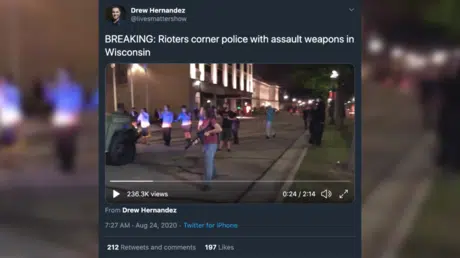 Drew Hernandez
@livesmattershow
BREAKING: Rioters corner police with assault weapons in
Wisconsin
236.3K views
0:24 / 2:14
From Drew Hernandez
7:27 AM · Aug 24, 2020 · Twitter for iPhone
212 Retweets and comments 197 Likes